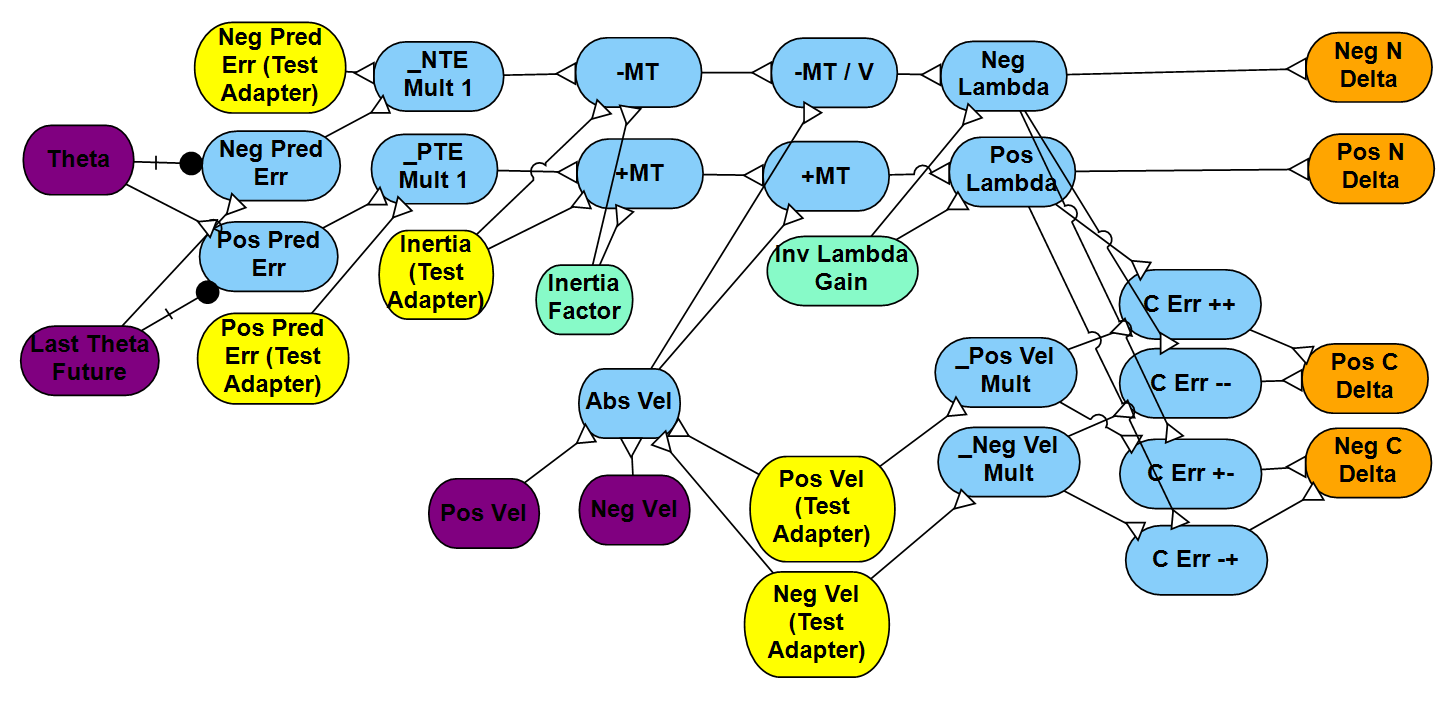 Neg Pred
Err (Test
Adapter)
_NTE
Mult 1
-MT
-MT / V
Neg
Lambda
Neg N
Delta
Theta
Neg Pred
Err
_PTE
Mult 1
+MT
+MT
Pos
Lambda
Pos N
Delta
Pos Pred
Err
Inertia
(Test
Adapter)
Inertia
Factor
Inv Lambda
Gain
C Err ++
Last Theta
Future
Pos Pred
Err (Test
Adapter)
Abs Vel
_Pos Vel
Mult
C Err --
Pos C
Delta
_Neg Vel
Mult
C Err +-
Neg C
Delta
Pos Vel
Neg Vel
Pos Vel
(Test
Adapter)
C Err -+
Neg Vel
(Test
Adapter)